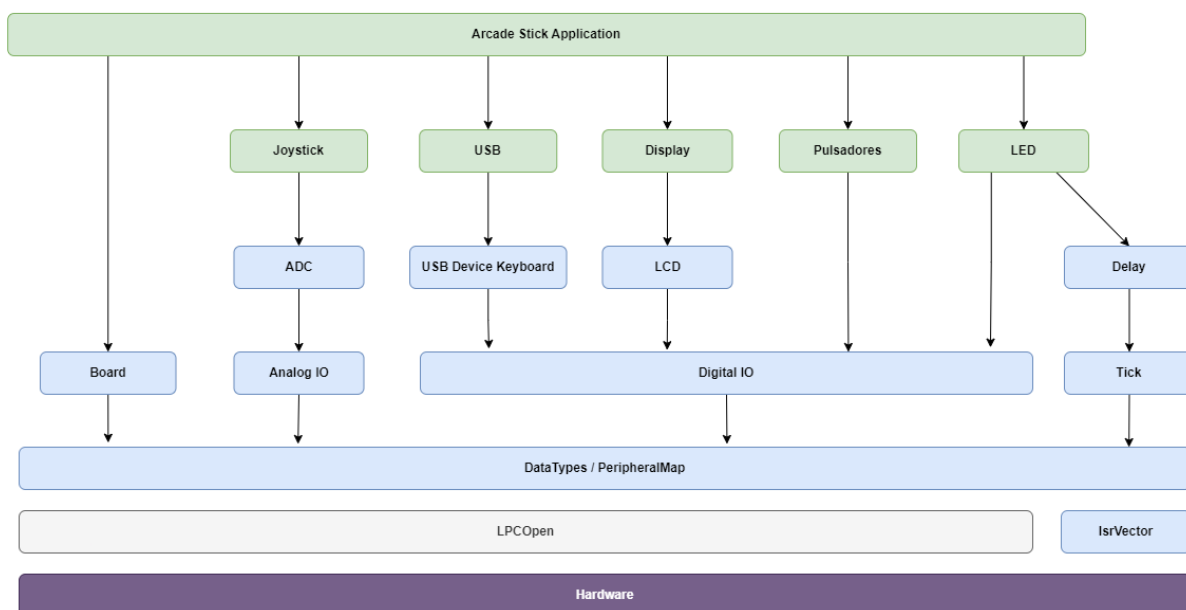 Arcade Stick Application
Joystick
USB
Display
Pulsadores
LED
ADC
USB Device Keyboard
LCD
Delay
Board
Analog IO
Digital IO
Tick
DataTypes / PeripheralMap
LPCOpen
IsrVector
Hardware